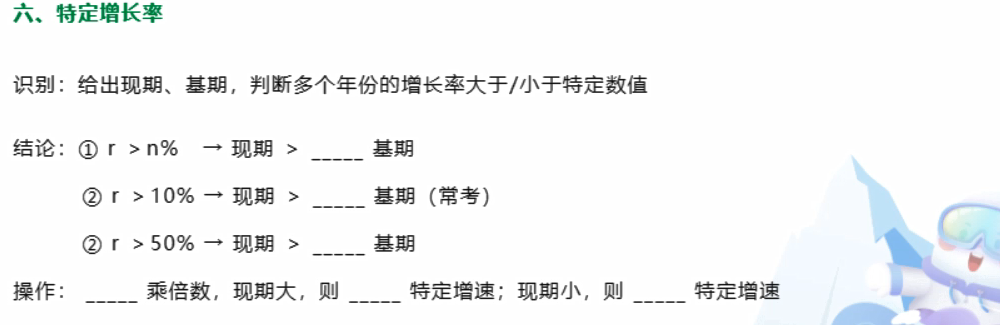 六、特定增长率
识别：给出现期、基期，判断多个年份的增长率大于/小于特定数值
结论：① r ＞n% → 现期 ＞ _____ 基期
② r ＞10% → 现期 ＞ _____ 基期（常考）
② r ＞50% → 现期 ＞ _____ 基期
操作： _____ 乘倍数，现期大，则 _____ 特定增速；现期小，则 _____ 特定增速